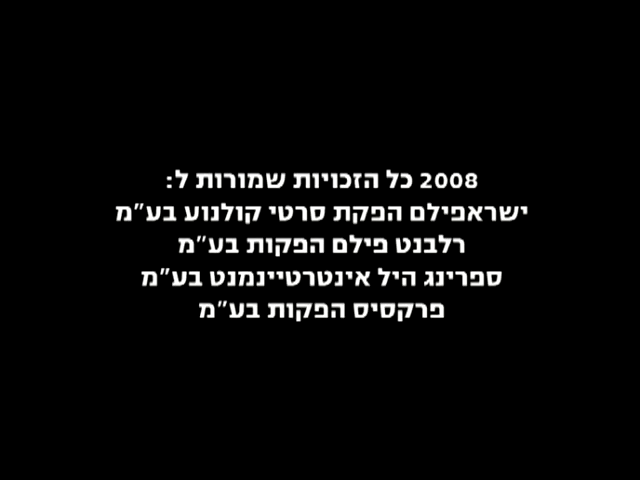 2008 כל הזכויות שמורות ל:
ישראפילם הפקת סרטי קולנוע בע"מ
רלבנט פילם הפקות בע"מ
ספרינג היל אינטרטיינמנט בע"מ
פרקסיס הפקות בע"מ